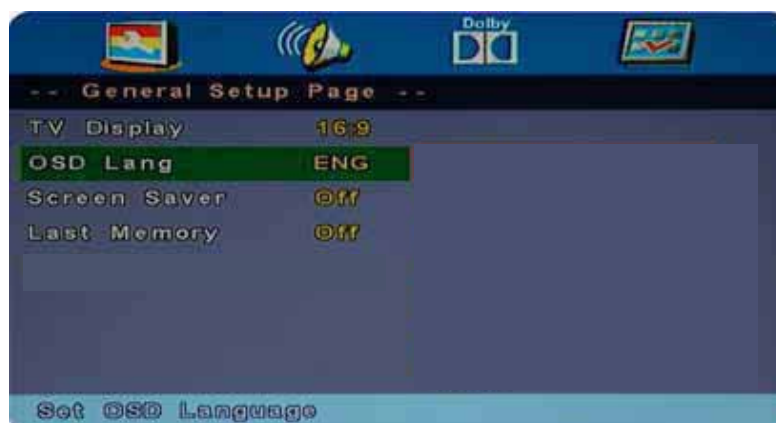 Dolby
-- General Setup Page --
TV Display 16:9
OSD Lang ENG
Screen Saver Off
Last Memory Off
Set OSD Language